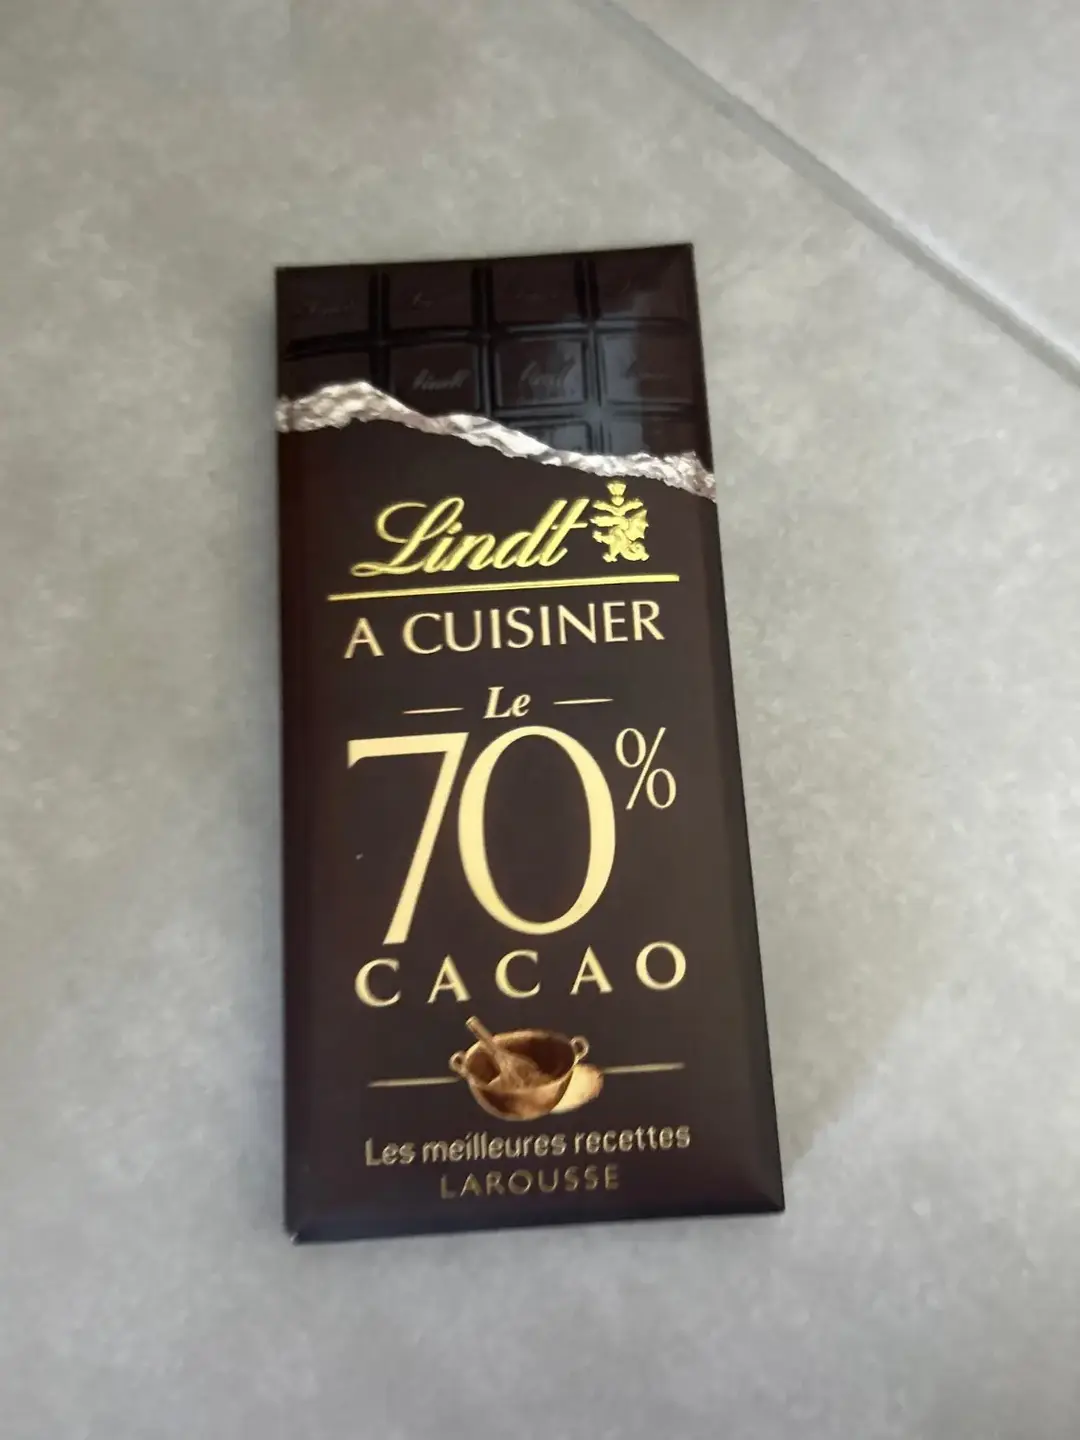 Lindt
A CUISINER
Le
70%
CACAO
Les meilleures recettes
LAROUSSE